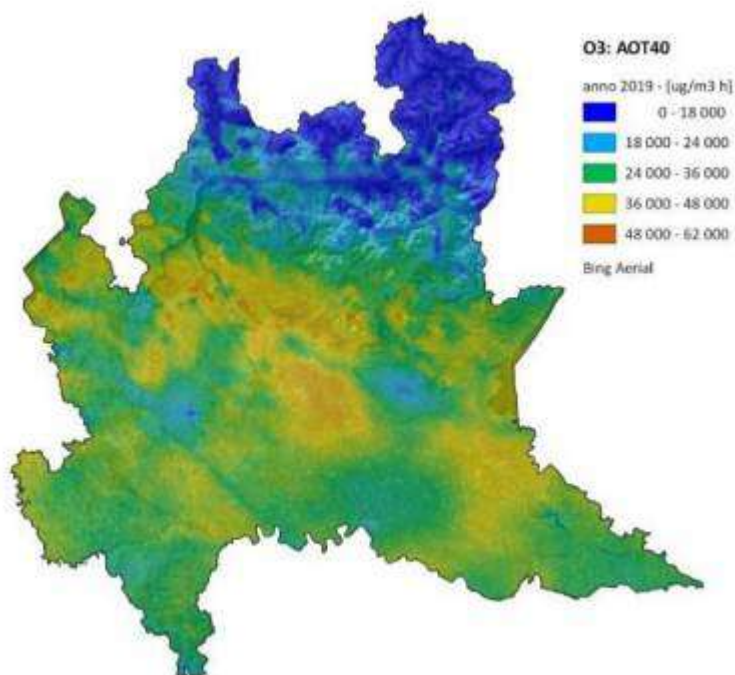 O3: AOT40
anno 2019 - [ug/m3 h]
0 - 18 000
18 000 - 24 000
24 000 - 36 000
36 000 - 48 000
48 000 - 62 000
Bing Aerial